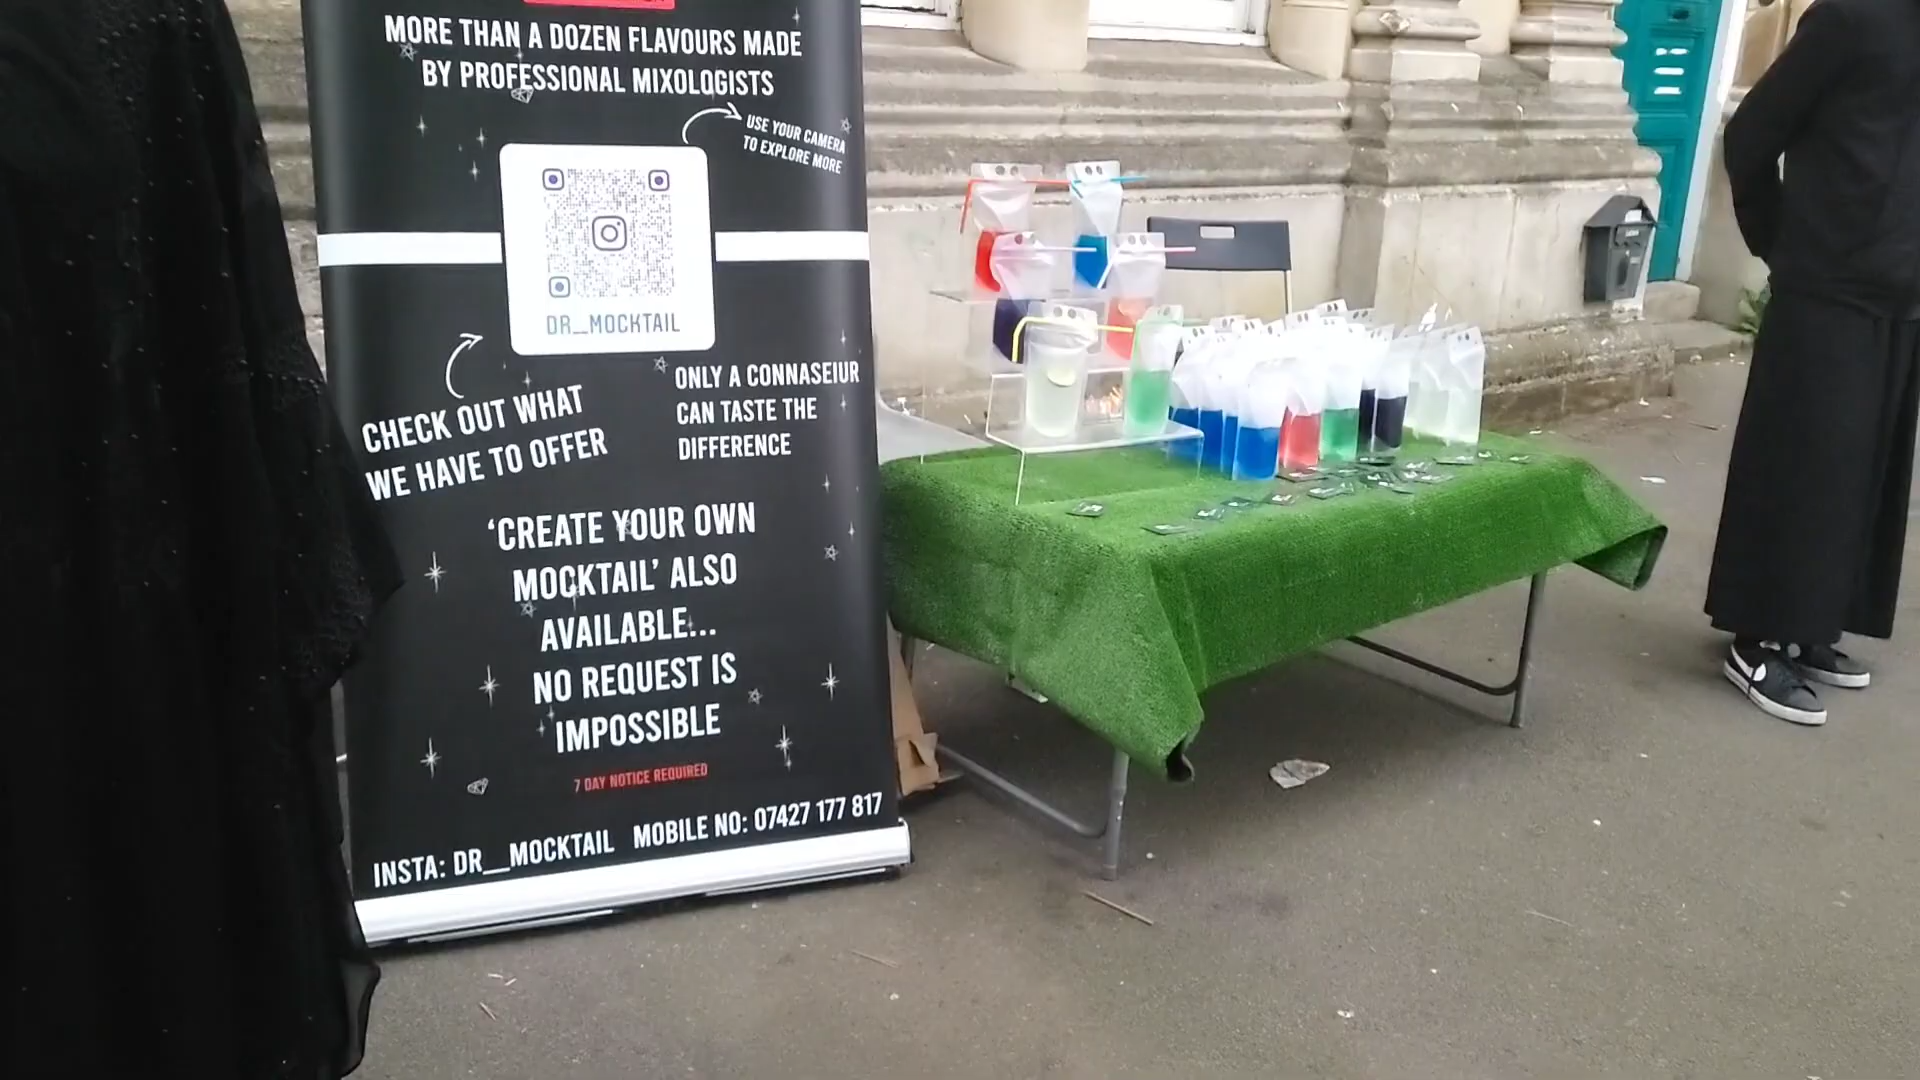 MORE THAN A DOZEN FLAVOURS MADE
BY PROFESSIONAL MIXOLOGISTS
USE YOUR CAMERA
TO EXPLORE MORE
DR__MOCKTAIL
CHECK OUT WHAT
WE HAVE TO OFFER
ONLY A CONNASEIUR
CAN TASTE THE
DIFFERENCE
‘CREATE YOUR OWN
MOCKTAIL’ ALSO
AVAILABLE...
NO REQUEST IS
IMPOSSIBLE
7 DAY NOTICE REQUIRED
INSTA: DR__MOCKTAIL MOBILE NO: 07427 177 817